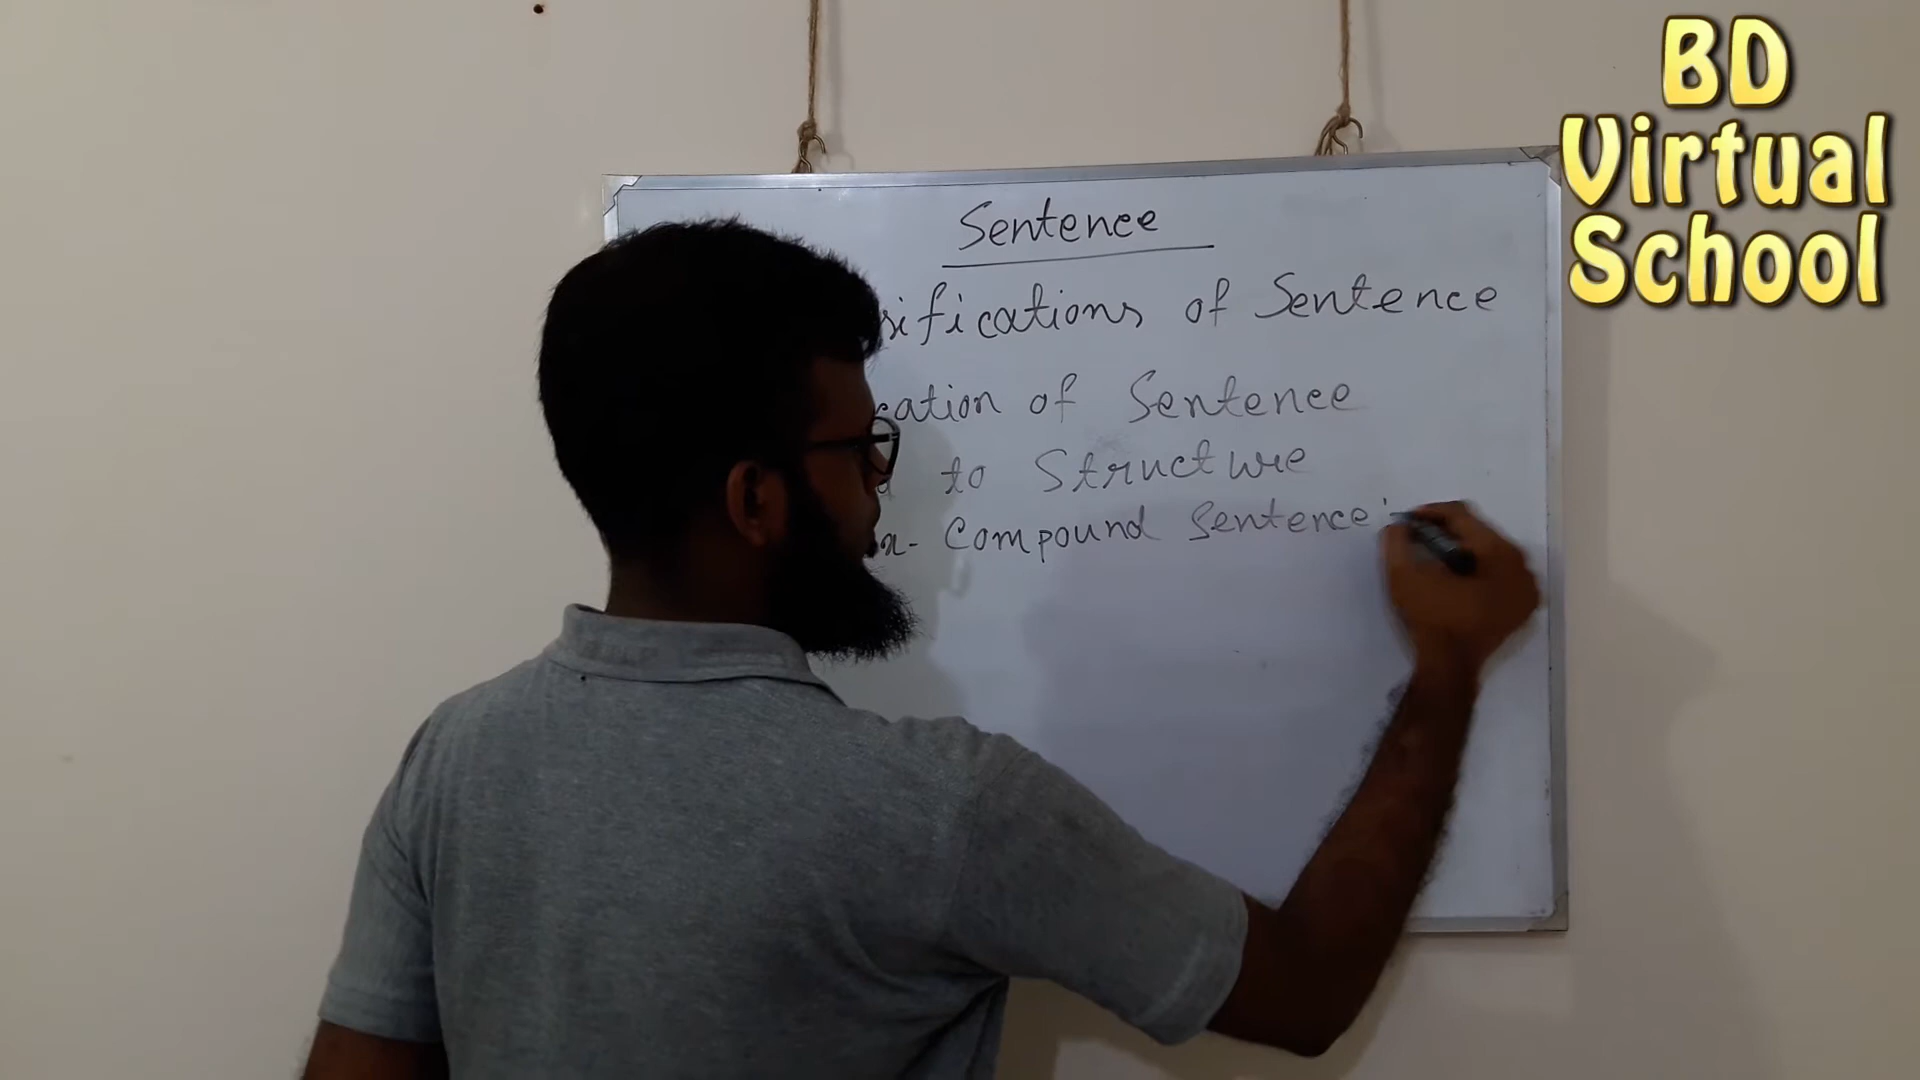 BD
Virtual
School
Sentence
sifications of Sentence
cation of Sentence
to Structure
Compound Sentence: